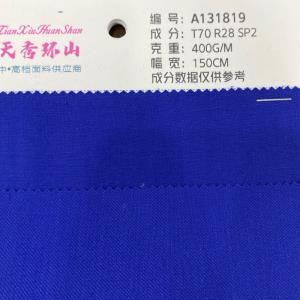 TianXiuHuanShan
天秀环山
中·高档面料供应商
编 号: A131819
成 分: T70 R28 SP2
克 重: 400G/M
幅 宽: 150CM
成分数据仅供参考